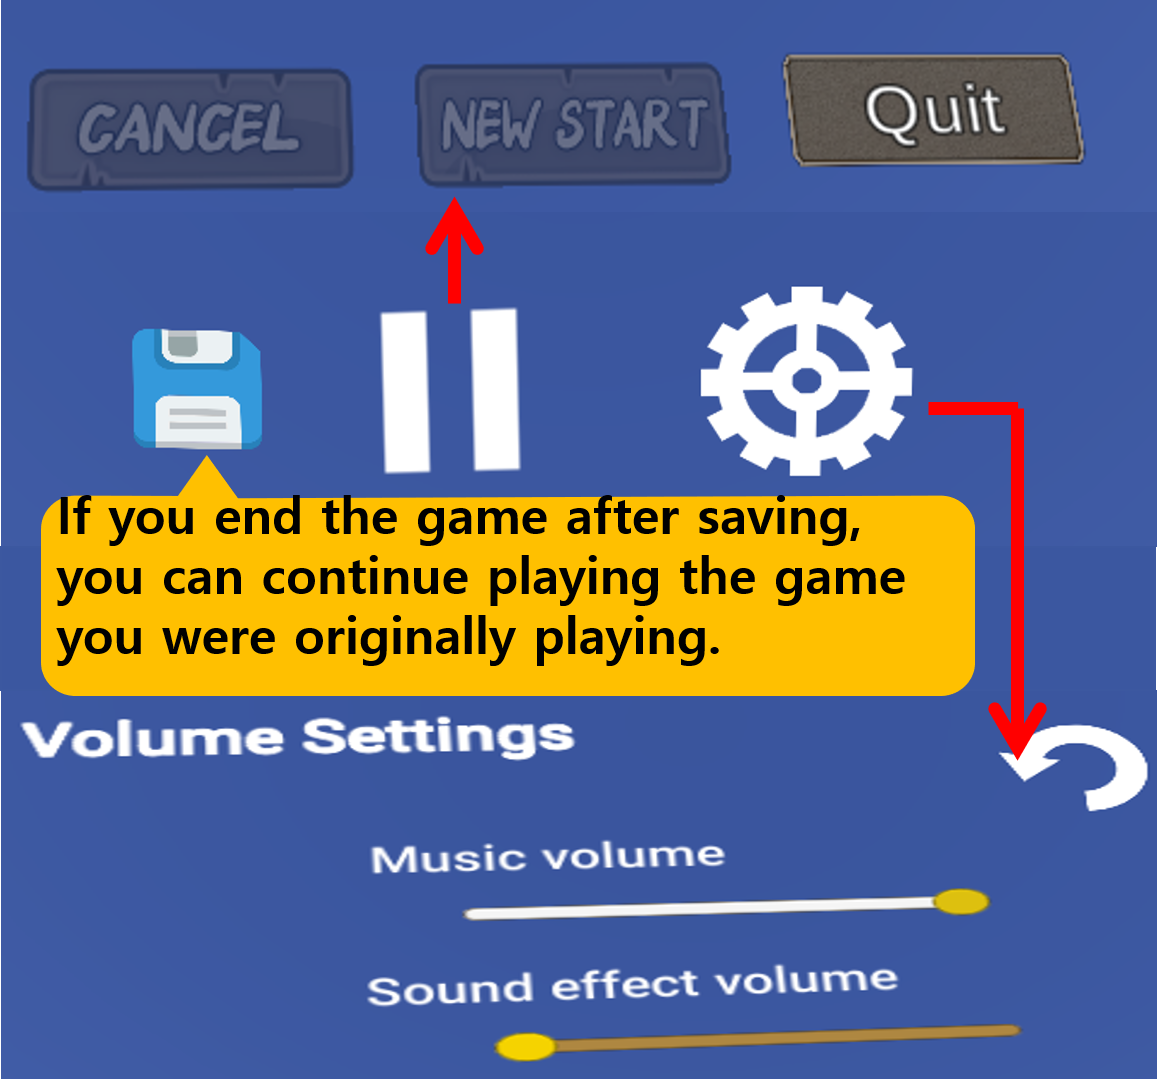 CANCEL
NEW START
Quit
If you end the game after saving,
you can continue playing the game
you were originally playing.
Volume Settings
Music volume
Sound effect volume